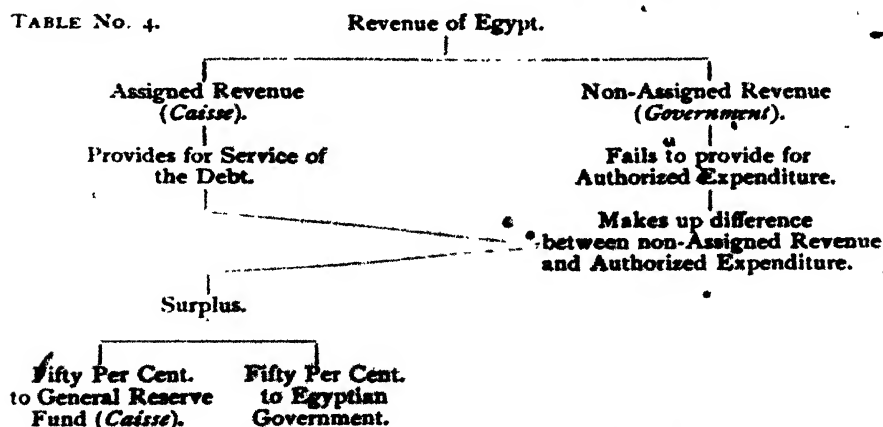 TABLE No. 4.
Revenue of Egypt.
Assigned Revenue
(Caisse).
Provides for Service of
the Debt.
Non-Assigned Revenue
(Government).
Fails to provide for
Authorized Expenditure.
Makes up difference
between non-Assigned Revenue
and Authorized Expenditure.
Surplus.
Fifty Per Cent.
to General Reserve
Fund (Caisse).
Fifty Per Cent.
to Egyptian
Government.